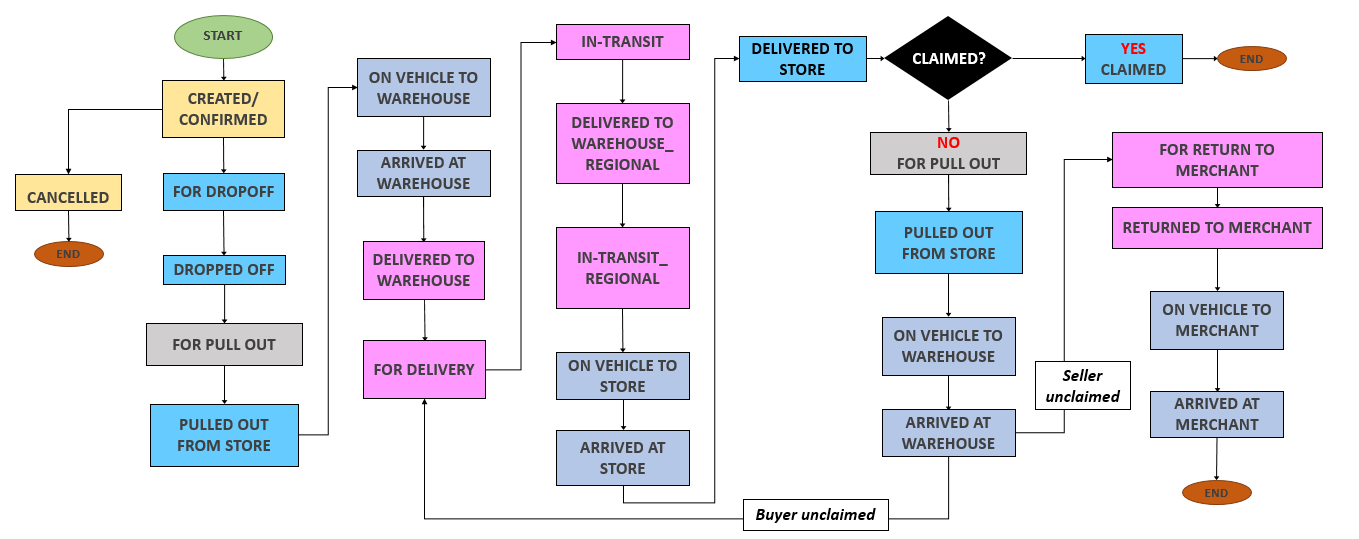 START
CREATED/
CONFIRMED
CANCELLED
END
FOR DROPOFF
DROPPED OFF
FOR PULL OUT
PULLED OUT
FROM STORE
ON VEHICLE TO
WAREHOUSE
ARRIVED AT
WAREHOUSE
DELIVERED TO
WAREHOUSE
FOR DELIVERY
IN-TRANSIT
DELIVERED TO
WAREHOUSE_
REGIONAL
IN-TRANSIT_
REGIONAL
ON VEHICLE TO
STORE
ARRIVED AT
STORE
DELIVERED TO
STORE
CLAIMED?
YES
CLAIMED
END
NO
FOR PULL OUT
PULLED OUT
FROM STORE
ON VEHICLE TO
WAREHOUSE
ARRIVED AT
WAREHOUSE
Buyer unclaimed
Seller
unclaimed
FOR RETURN TO
MERCHANT
RETURNED TO MERCHANT
ON VEHICLE TO
MERCHANT
ARRIVED AT
MERCHANT
END